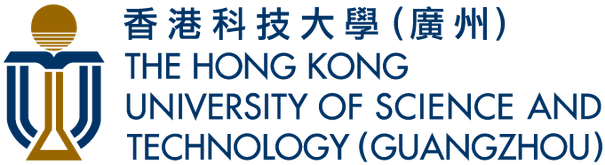 香港科技大學(廣州)
THE HONG KONG
UNIVERSITY OF SCIENCE AND
TECHNOLOGY (GUANGZHOU)